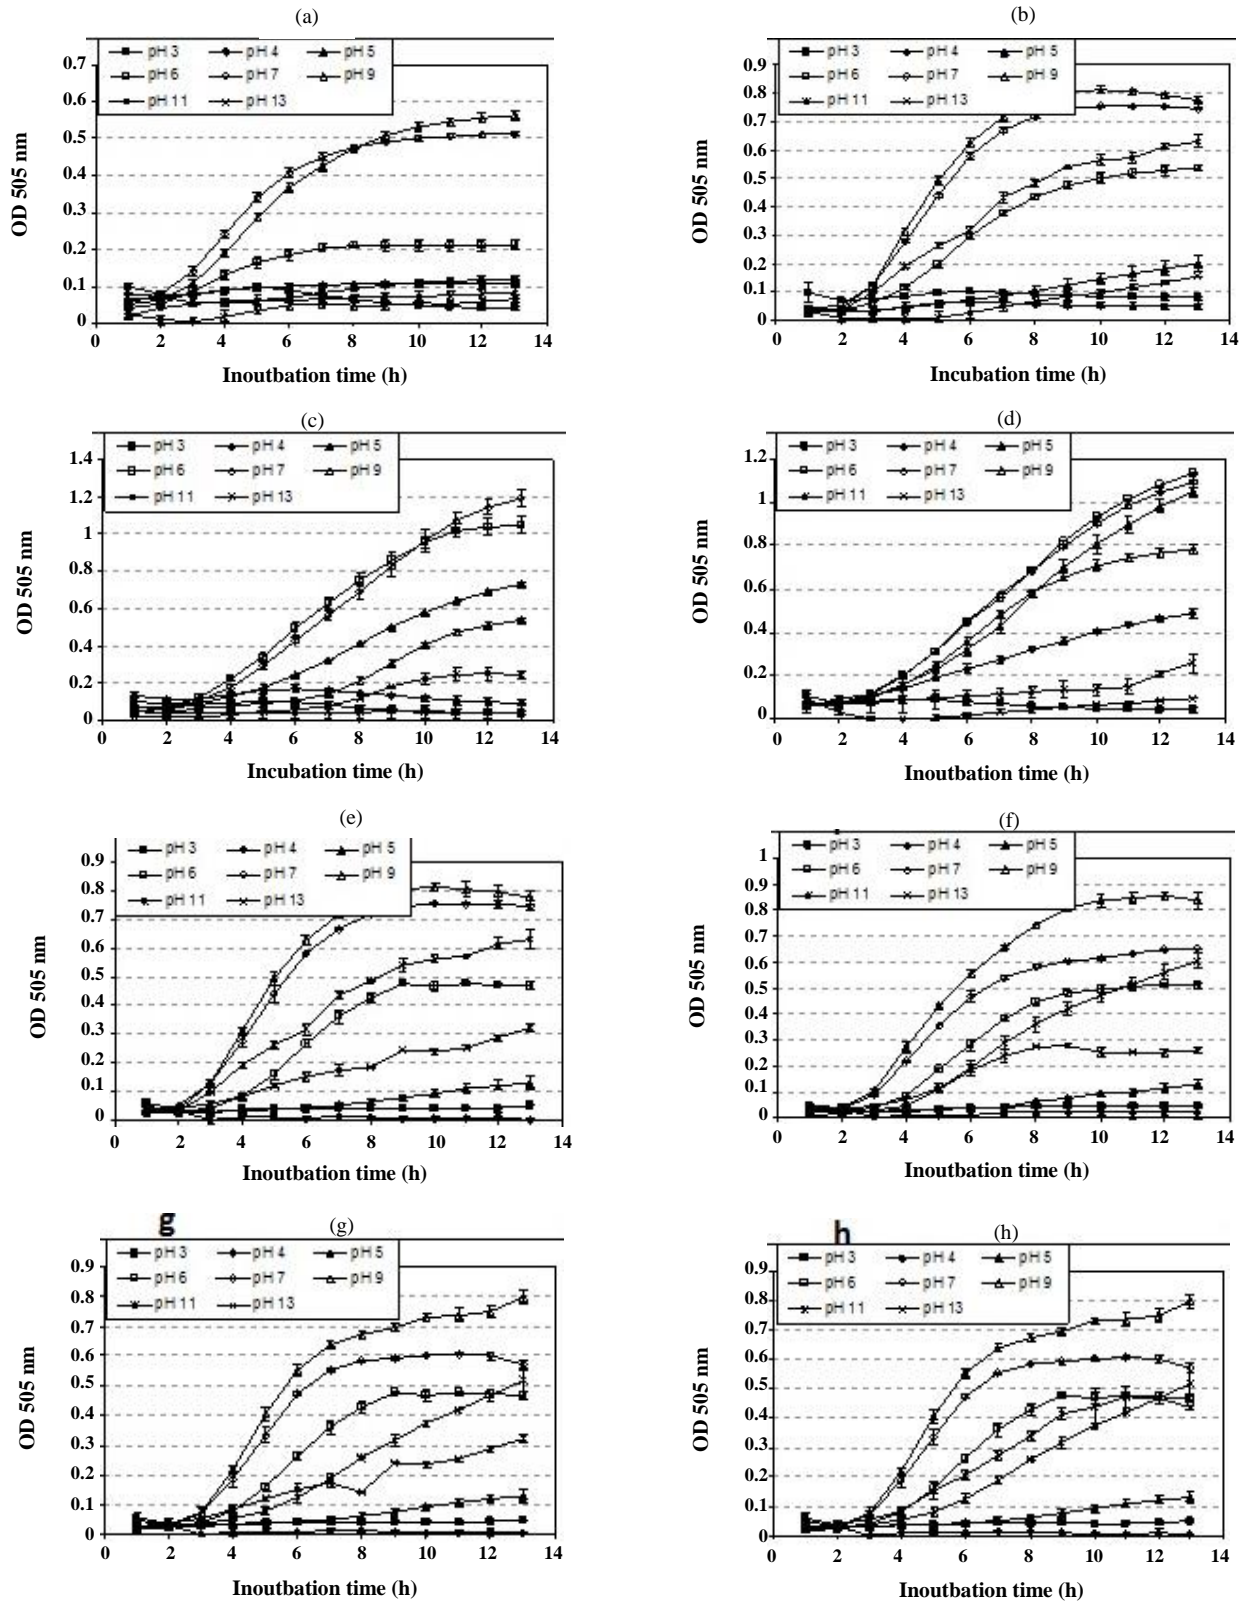 (a)
pH 3 pH 4 pH 5
pH 6 pH 7 pH 9
pH 11 pH 13
0.7
0.6
0.5
0.4
0.3
0.2
0.1
0
OD 505 nm
0 2 4 6 8 10 12 14
Inoutbation time (h)
(b)
pH 3 pH 4 pH 5
pH 6 pH 7 pH 9
pH 11 pH 13
0.9
0.8
0.7
0.6
0.5
0.4
0.3
0.2
0.1
0
OD 505 nm
0 2 4 6 8 10 12 14
Incubation time (h)
(c)
pH 3 pH 4 pH 5
pH 6 pH 7 pH 9
pH 11 pH 13
1.4
1.2
1
0.8
0.6
0.4
0.2
0
OD 505 nm
0 2 4 6 8 10 12 14
Incubation time (h)
(d)
pH 3 pH 4 pH 5
pH 6 pH 7 pH 9
pH 11 pH 13
1.2
1
0.8
0.6
0.4
0.2
0
OD 505 nm
0 2 4 6 8 10 12 14
Inoutbation time (h)
(e)
pH 3 pH 4 pH 5
pH 6 pH 7 pH 9
pH 11 pH 13
0.9
0.8
0.7
0.6
0.5
0.4
0.3
0.2
0.1
0
OD 505 nm
0 2 4 6 8 10 12 14
Inoutbation time (h)
(f)
pH 3 pH 4 pH 5
pH 6 pH 7 pH 9
pH 11 pH 13
1
0.9
0.8
0.7
0.6
0.5
0.4
0.3
0.2
0.1
0
OD 505 nm
0 2 4 6 8 10 12 14
Inoutbation time (h)
g (g)
pH 3 pH 4 pH 5
pH 6 pH 7 pH 9
pH 11 pH 13
0.9
0.8
0.7
0.6
0.5
0.4
0.3
0.2
0.1
0
OD 505 nm
0 2 4 6 8 10 12 14
Inoutbation time (h)
h (h)
pH 3 pH 4 pH 5
pH 6 pH 7 pH 9
pH 11 pH 13
0.9
0.8
0.7
0.6
0.5
0.4
0.3
0.2
0.1
0
OD 505 nm
0 2 4 6 8 10 12 14
Inoutbation time (h)